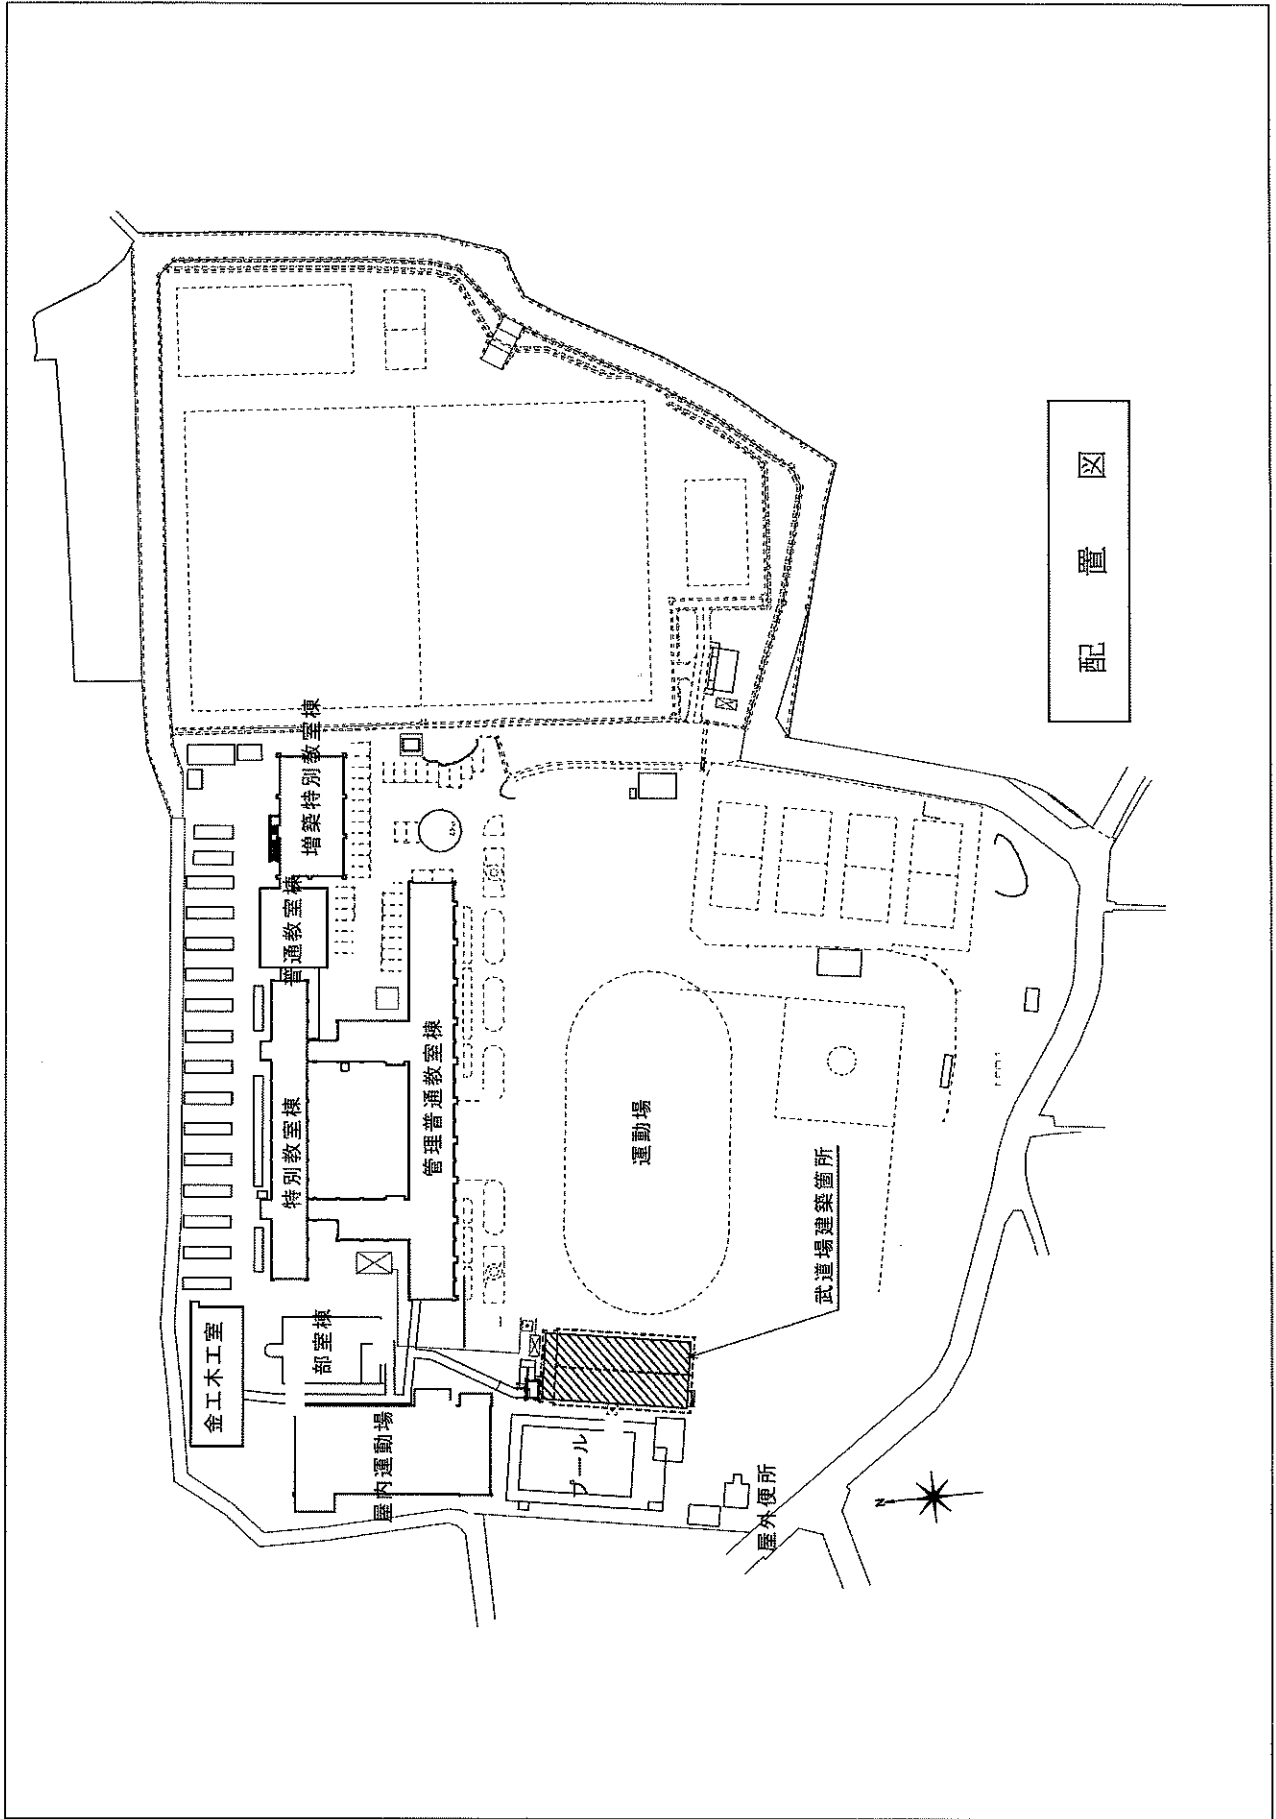 増築特別教室棟
普通教室棟
特別教室棟
管理普通教室棟
金工木工室
部室棟
屋内運動場
プール
屋外便所
運動場
武道場建築箇所
N
配置図